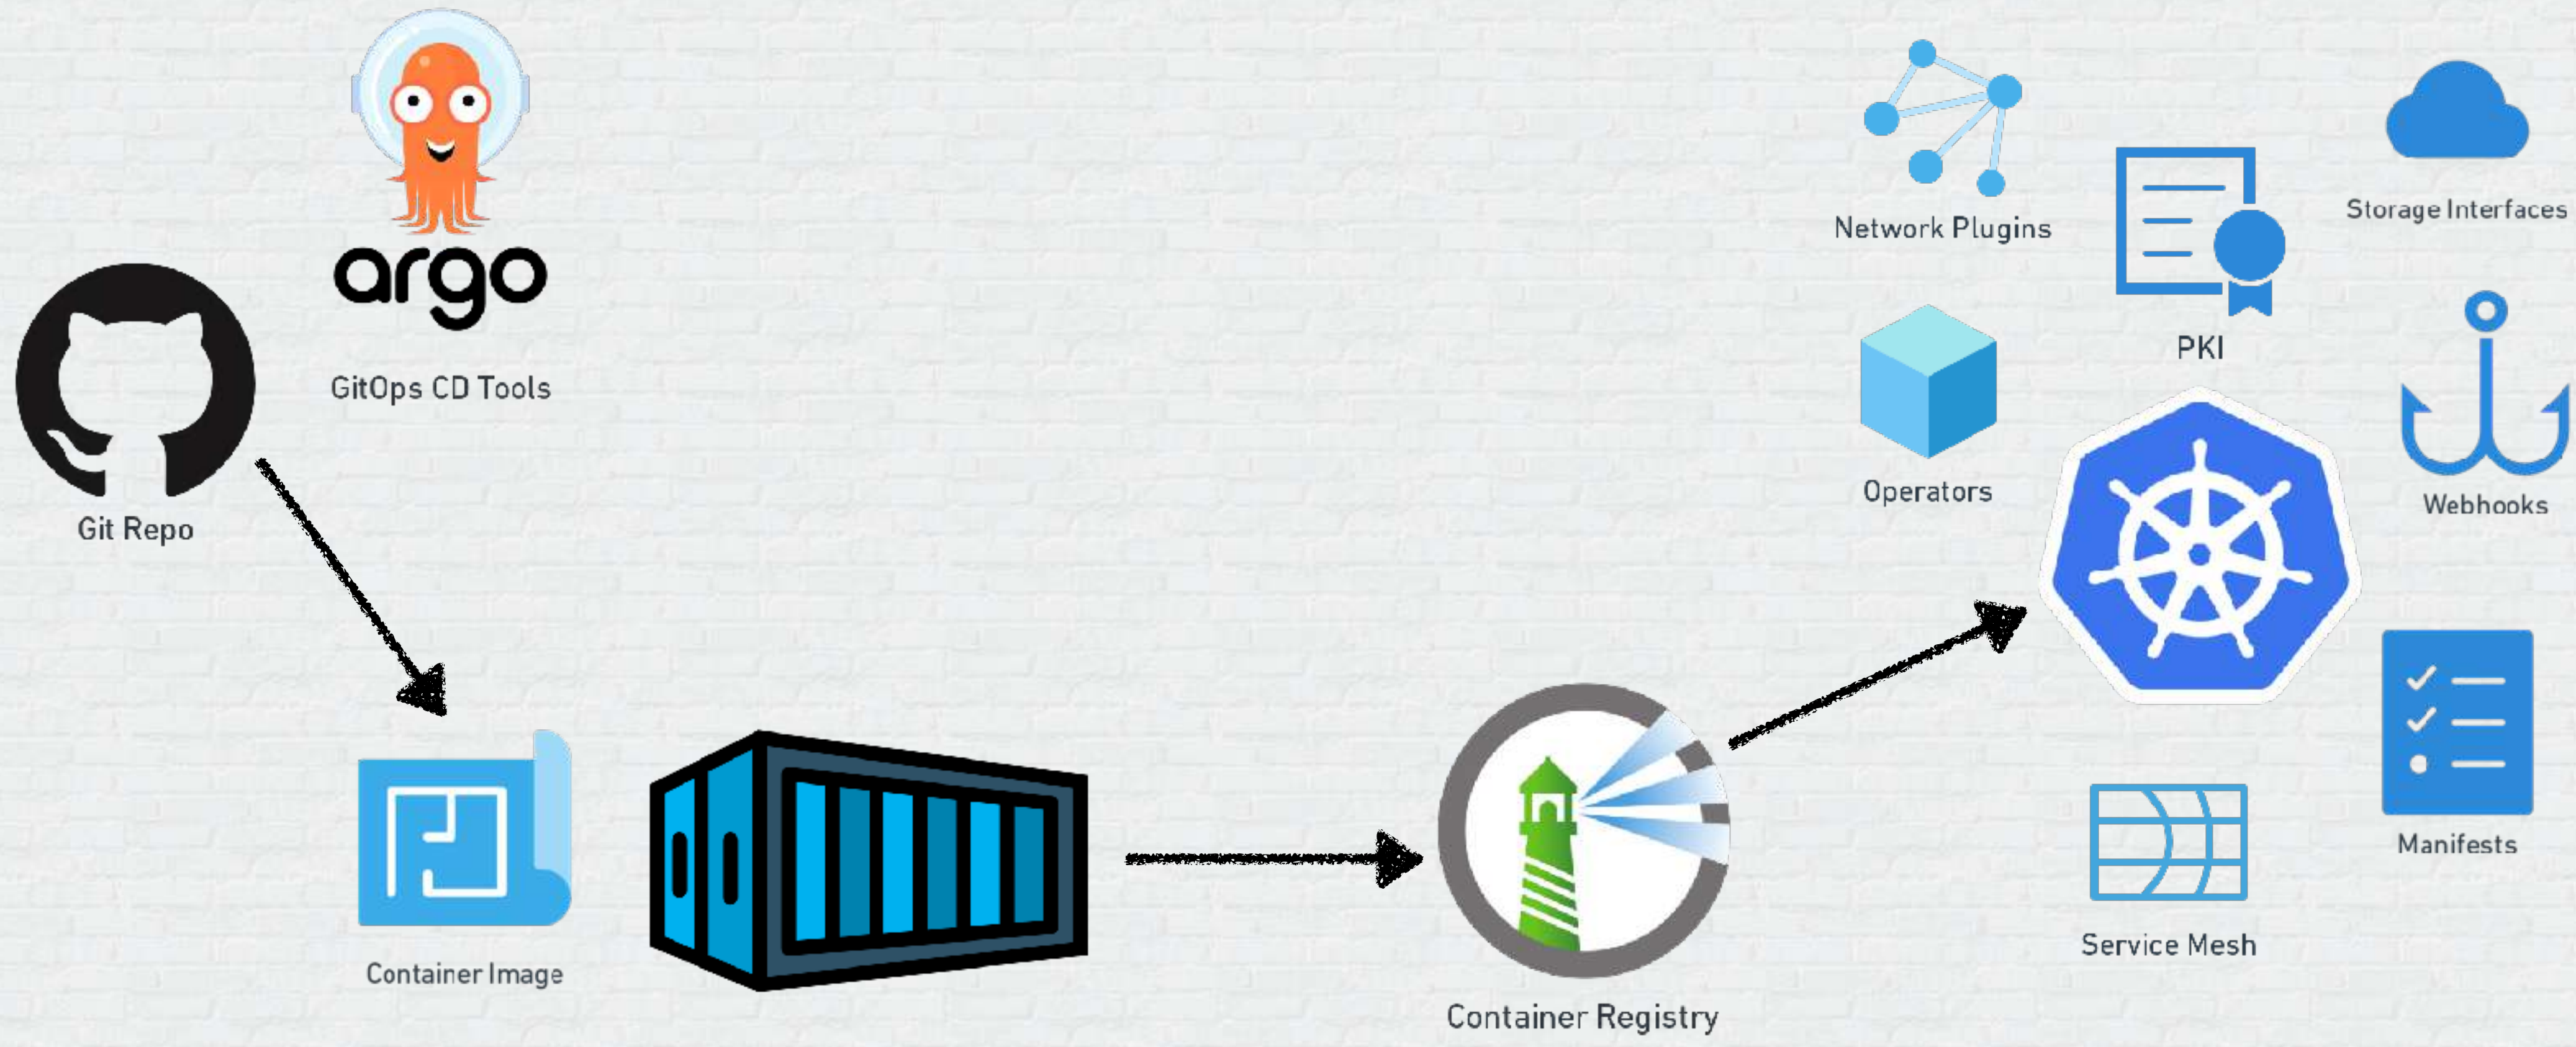 argo
GitOps CD Tools
Git Repo
Container Image
Container Registry
Network Plugins
Storage Interfaces
PKI
Operators
Webhooks
Manifests
Service Mesh